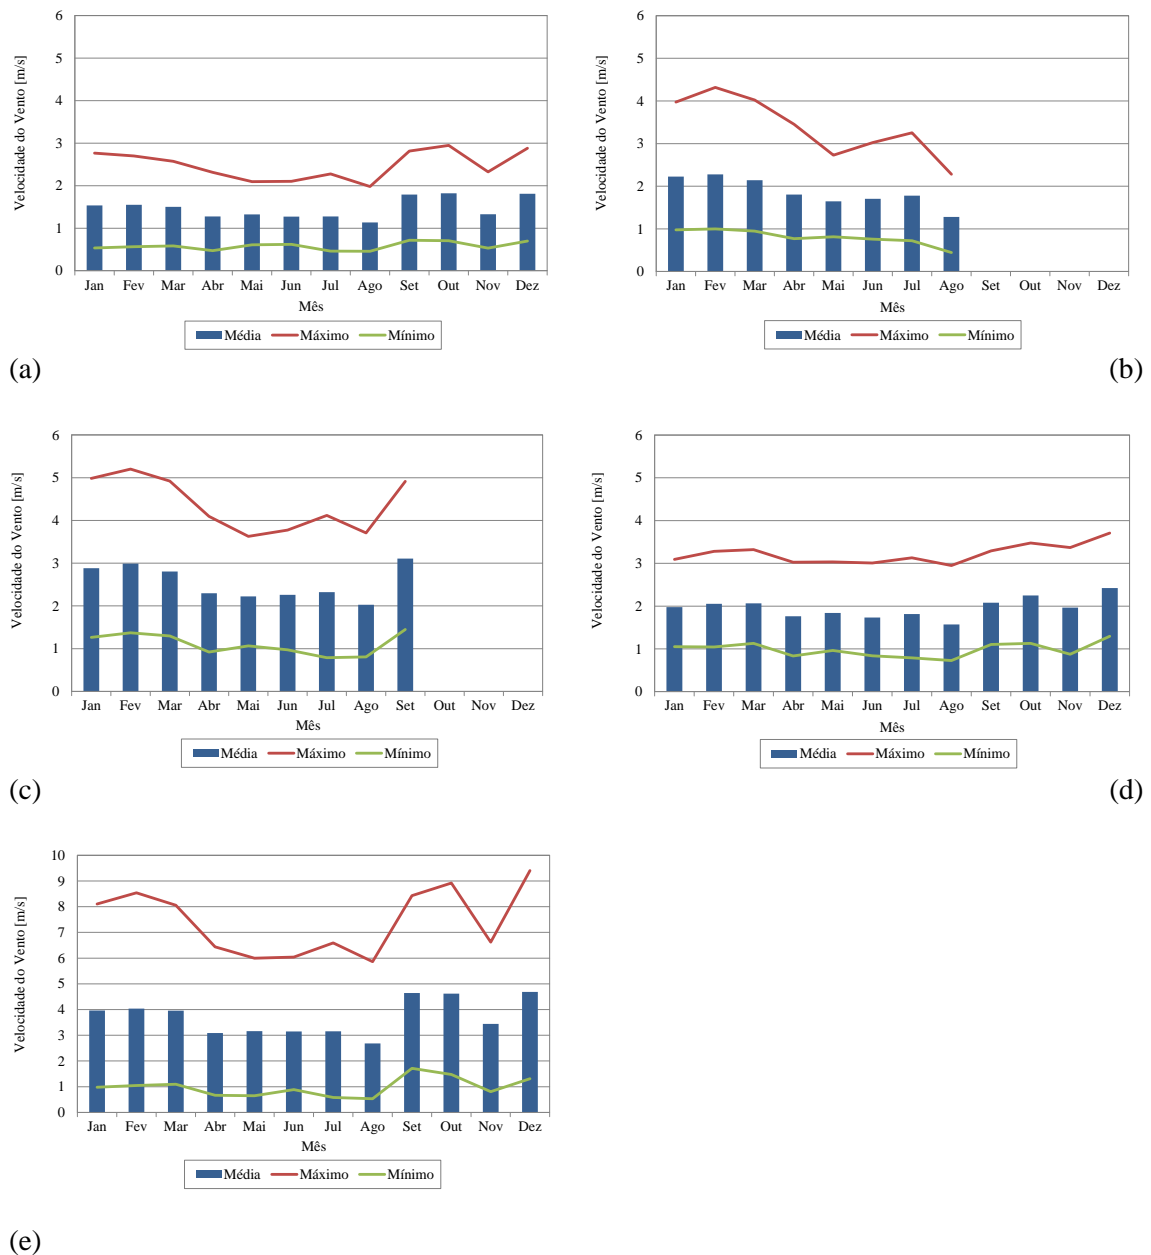 6
5
4
3
2
1
0
Velocidade do Vento [m/s]
Jan Fev Mar Abr Mai Jun Jul Ago Set Out Nov Dez
Mês
Média Máximo Mínimo
(a)
6
5
4
3
2
1
0
Velocidade do Vento [m/s]
Jan Fev Mar Abr Mai Jun Jul Ago Set Out Nov Dez
Mês
Média Máximo Mínimo
(b)
6
5
4
3
2
1
0
Velocidade do Vento [m/s]
Jan Fev Mar Abr Mai Jun Jul Ago Set Out Nov Dez
Mês
Média Máximo Mínimo
(c)
6
5
4
3
2
1
0
Velocidade do Vento [m/s]
Jan Fev Mar Abr Mai Jun Jul Ago Set Out Nov Dez
Mês
Média Máximo Mínimo
(d)
10
9
8
7
6
5
4
3
2
1
0
Velocidade do Vento [m/s]
Jan Fev Mar Abr Mai Jun Jul Ago Set Out Nov Dez
Mês
Média Máximo Mínimo
(e)